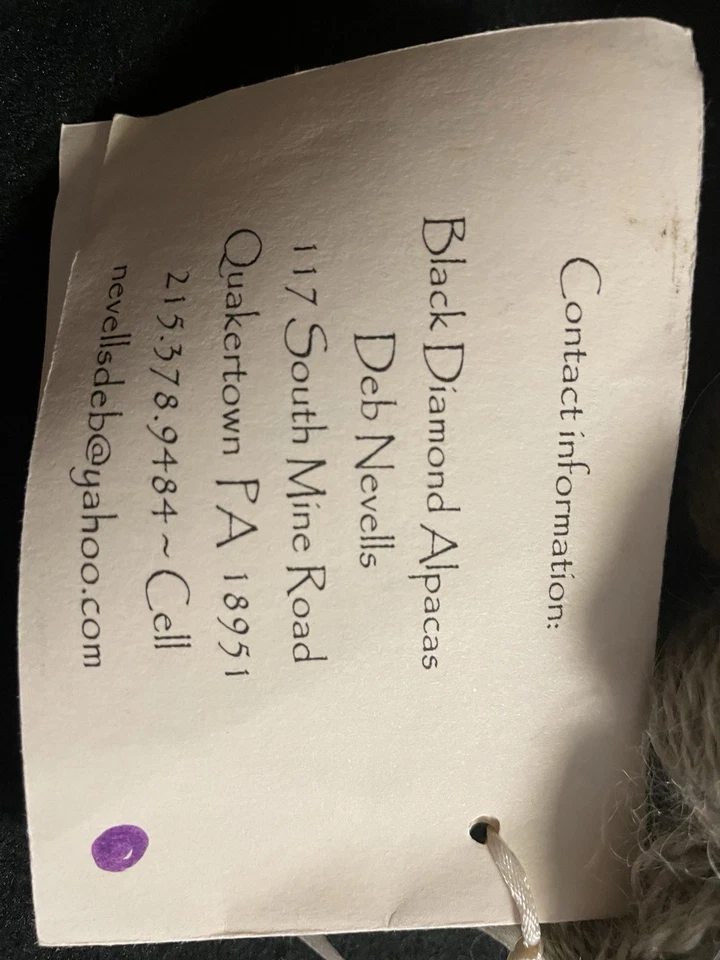 Contact information:
Black Diamond Alpacas
Deb Nevells
117 South Mine Road
Quakertown PA 18951
215.378.9484 ~ Cell
nevellsdeb@yahoo.com